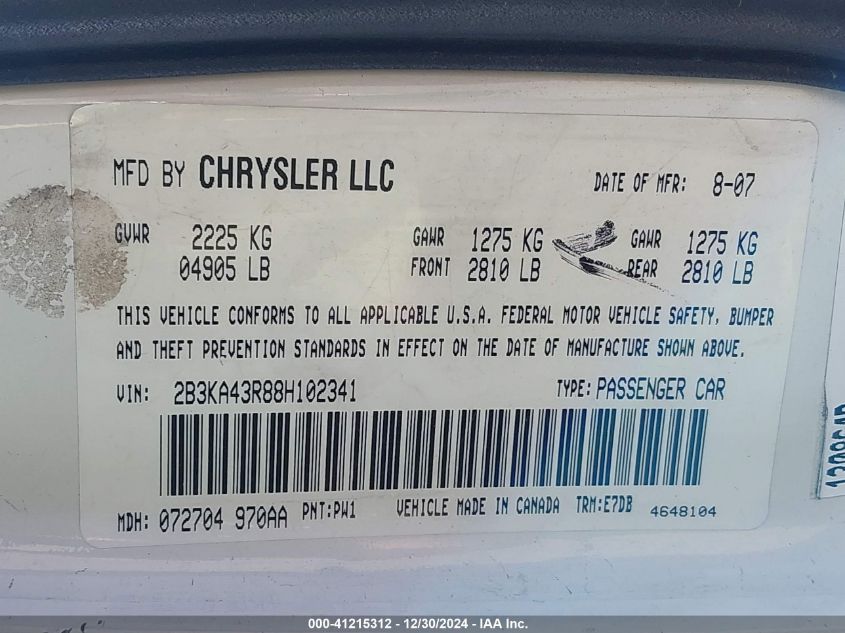 MFD BY CHRYSLER LLC DATE OF MFR: 8-07
GVWR 2225 KG GAWR 1275 KG GAWR 1275 KG
04905 LB FRONT 2810 LB REAR 2810 LB
THIS VEHICLE CONFORMS TO ALL APPLICABLE U.S.A. FEDERAL MOTOR VEHICLE SAFETY, BUMPER
AND THEFT PREVENTION STANDARDS IN EFFECT ON THE DATE OF MANUFACTURE SHOWN ABOVE.
VIN: 2B3KA43R88H102341 TYPE: PASSENGER CAR
MDH: 072704 970AA PNT:PW1 VEHICLE MADE IN CANADA TRM:E7DB 4648104
000-41215312 - 12/30/2024 - IAA Inc.